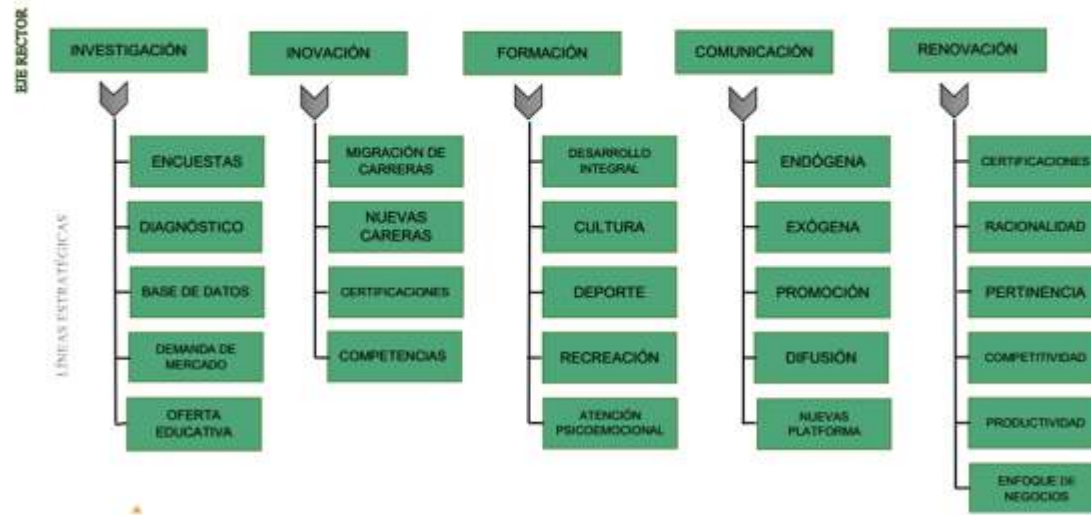 EJE RECTOR
INVESTIGACIÓN
INOVACIÓN
FORMACIÓN
COMUNICACIÓN
RENOVACIÓN
LÍNEAS ESTRATÉGICAS
ENCUESTAS
DIAGNÓSTICO
BASE DE DATOS
DEMANDA DE
MERCADO
OFERTA
EDUCATIVA
MIGRACIÓN DE
CARRERAS
NUEVAS
CARERAS
CERTIFICACIONES
COMPETENCIAS
DESARROLLO
INTEGRAL
CULTURA
DEPORTE
RECREACIÓN
ATENCIÓN
PSICOEMOCIONAL
ENDÓGENA
EXÓGENA
PROMOCIÓN
DIFUSIÓN
NUEVAS
PLATFORMA
CERTIFICACIONES
RACIONALIDAD
PERTINENCIA
COMPETITIVIDAD
PRODUCTIVIDAD
ENFOQUE DE
NEGOCIOS